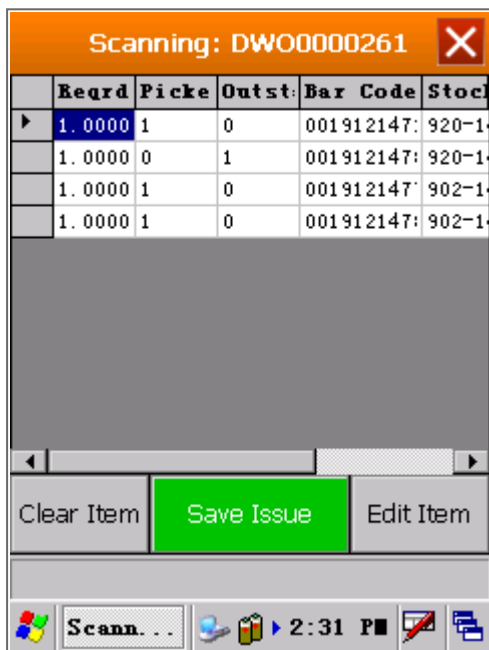 Scanning: DWO0000261
Reqrd Picke Outst Bar Code Stoc
1.0000 1 0 001912147 920-1
1.0000 0 1 001912147 920-1
1.0000 1 0 001912147 902-1
1.0000 1 0 001912147 902-1
Clear Item Save Issue Edit Item
Scann... 2:31 PM